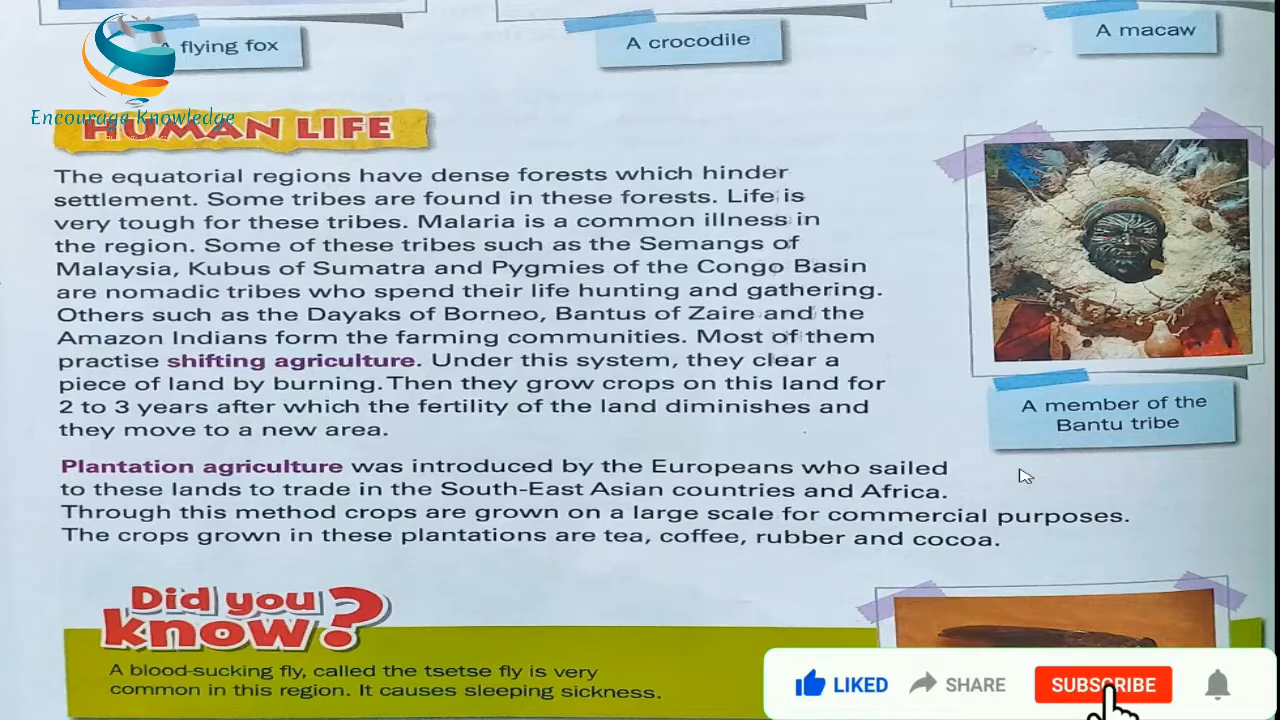 A flying fox
A crocodile
A macaw
Encourage Knowledge
HUMAN LIFE
The equatorial regions have dense forests which hinder
settlement. Some tribes are found in these forests. Life is
very tough for these tribes. Malaria is a common illness in
the region. Some of these tribes such as the Semangs of
Malaysia, Kubus of Sumatra and Pygmies of the Congo Basin
are nomadic tribes who spend their life hunting and gathering.
Others such as the Dayaks of Borneo, Bantus of Zaire and the
Amazon Indians form the farming communities. Most of them
practise shifting agriculture. Under this system, they clear a
piece of land by burning. Then they grow crops on this land for
2 to 3 years after which the fertility of the land diminishes and
they move to a new area.
A member of the
Bantu tribe
Plantation agriculture was introduced by the Europeans who sailed
to these lands to trade in the South-East Asian countries and Africa.
Through this method crops are grown on a large scale for commercial purposes.
The crops grown in these plantations are tea, coffee, rubber and cocoa.
Did you
know?
A blood-sucking fly, called the tsetse fly is very
common in this region. It causes sleeping sickness.
LIKED
SHARE
SUBSCRIBE